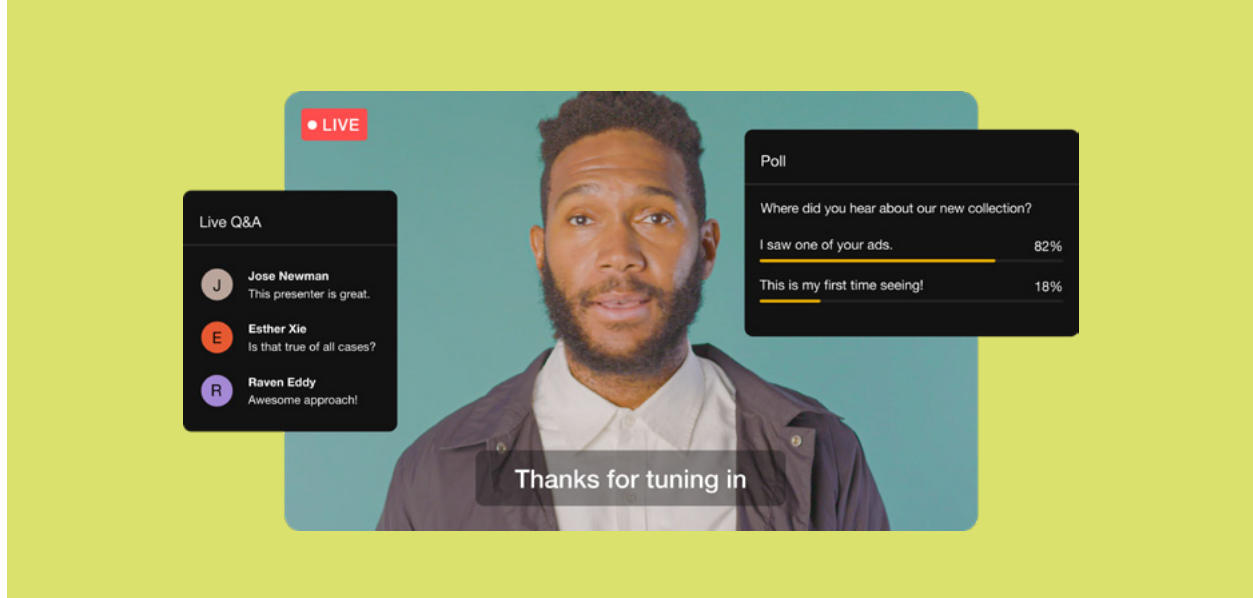 LIVE
Live Q&A
J
Jose Newman
This presenter is great.
E
Esther Xie
Is that true of all cases?
R
Raven Eddy
Awesome approach!
Poll
Where did you hear about our new collection?
I saw one of your ads. 82%
This is my first time seeing! 18%
Thanks for tuning in